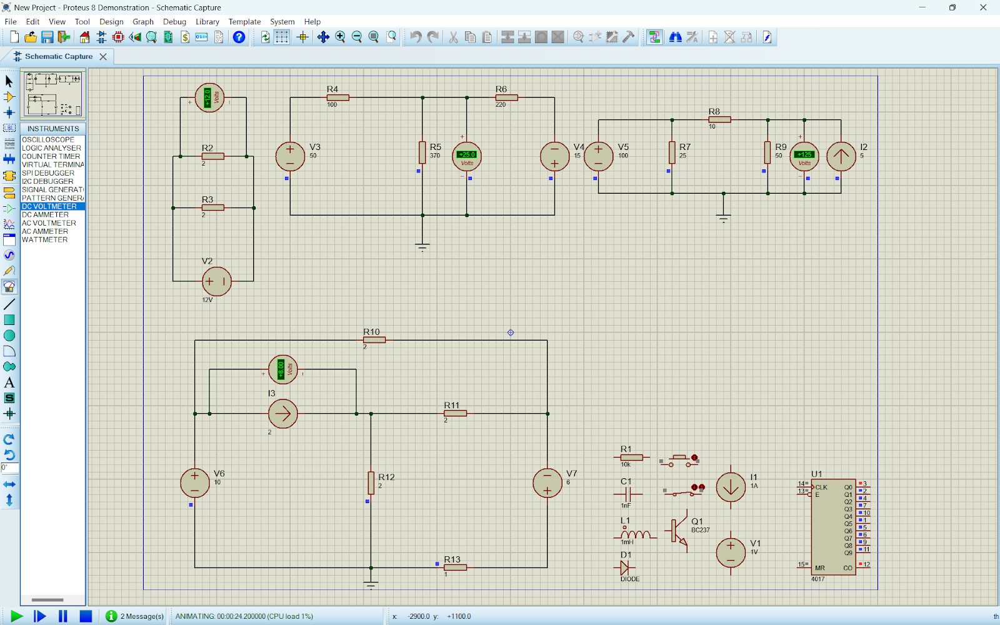 New Project - Proteus 8 Demonstration - Schematic Capture
File Edit View Tool Design Graph Debug Library Template System Help
Schematic Capture
INSTRUMENTS
OSCILLOSCOPE
LOGIC ANALYSER
COUNTER TIMER
VIRTUAL TERMINA
SPI DEBUGGER
I2C DEBUGGER
SIGNAL GENERAT
PATTERN GENER
DC VOLTMETER
DC AMMETER
AC VOLTMETER
AC AMMETER
WATTMETER
LBL
A
S
0°
+12.0
Volts
R2
2
R3
2
V2
12V
R4
100
R6
220
V3
50
R5
370
+25.0
Volts
V4
15
V5
100
R8
10
R7
25
R9
50
+125
Volts
I2
5
R10
2
+8.00
Volts
I3
2
R11
2
V6
10
R12
2
V7
6
R13
1
R1
10k
C1
1nF
L1
1mH
D1
DIODE
Q1
BC237
I1
1A
V1
1V
U1
14 CLK Q0 3
13 E Q1 2
Q2 4
Q3 7
Q4 10
Q5 1
Q6 5
Q7 6
Q8 9
Q9 11
15 MR CO 12
4017
2 Message(s)
ANIMATING: 00:00:24.200000 (CPU load 1%)
x: -2900.0 y: +1100.0
th